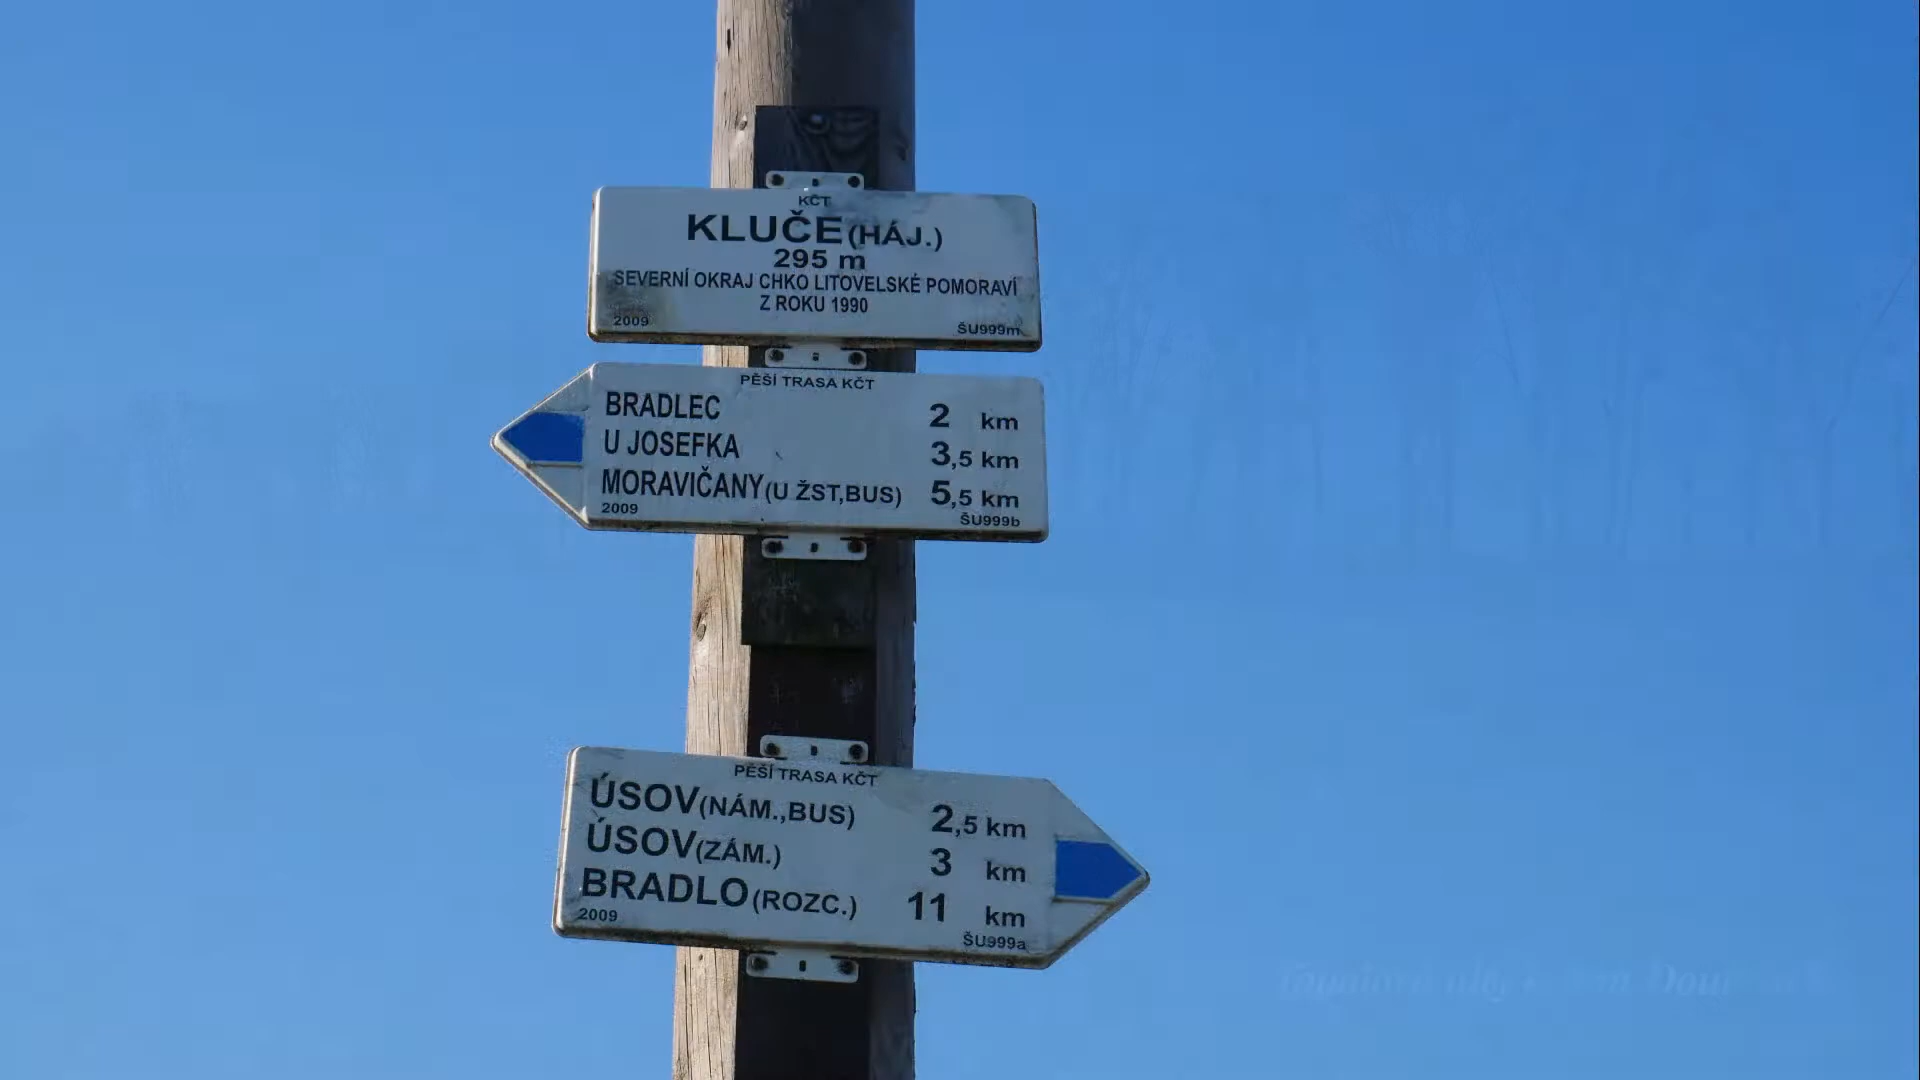 KČT
KLUČE (HÁJ.)
295 m
SEVERNÍ OKRAJ CHKO LITOVELSKÉ POMORAVÍ
Z ROKU 1990
2009 ŠU999m
PĚŠÍ TRASA KČT
BRADLEC 2 km
U JOSEFKA 3,5 km
MORAVIČANY (U ŽST,BUS) 5,5 km
2009 ŠU999b
PĚŠÍ TRASA KČT
ÚSOV (NÁM.,BUS) 2,5 km
ÚSOV (ZÁM.) 3 km
BRADLO (ROZC.) 11 km
2009 ŠU999a